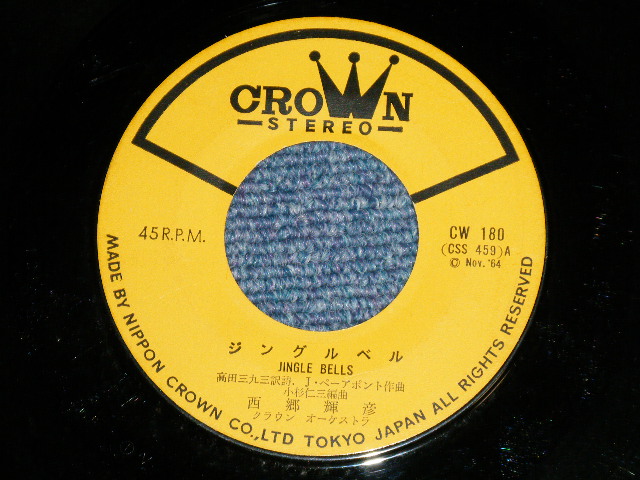 CROWN
STEREO
45 R.P.M.
CW 180
(CSS 459) A
© Nov. '64
ジングルベル
JINGLE BELLS
高田三九三訳詞、J・ペーアポント作曲
小杉仁三編曲
西郷輝彦
クラウン オーケストラ
MADE BY NIPPON CROWN CO.,LTD TOKYO JAPAN ALL RIGHTS RESERVED